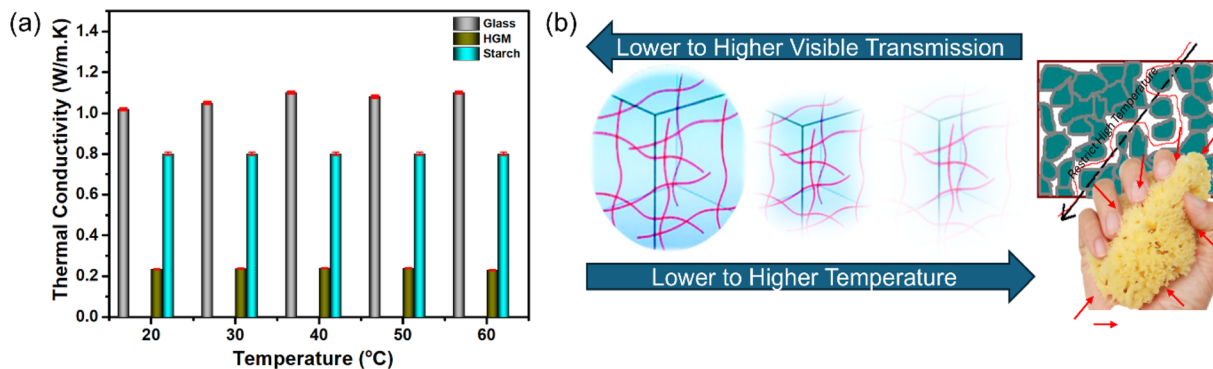 (a)
Thermal Conductivity (W/m.K)
1.4
1.2
1.0
0.8
0.6
0.4
0.2
0.0
Glass
HGM
Starch
20 30 40 50 60
Temperature (°C)
(b)
Lower to Higher Visible Transmission
Restrict High Temperature
Lower to Higher Temperature